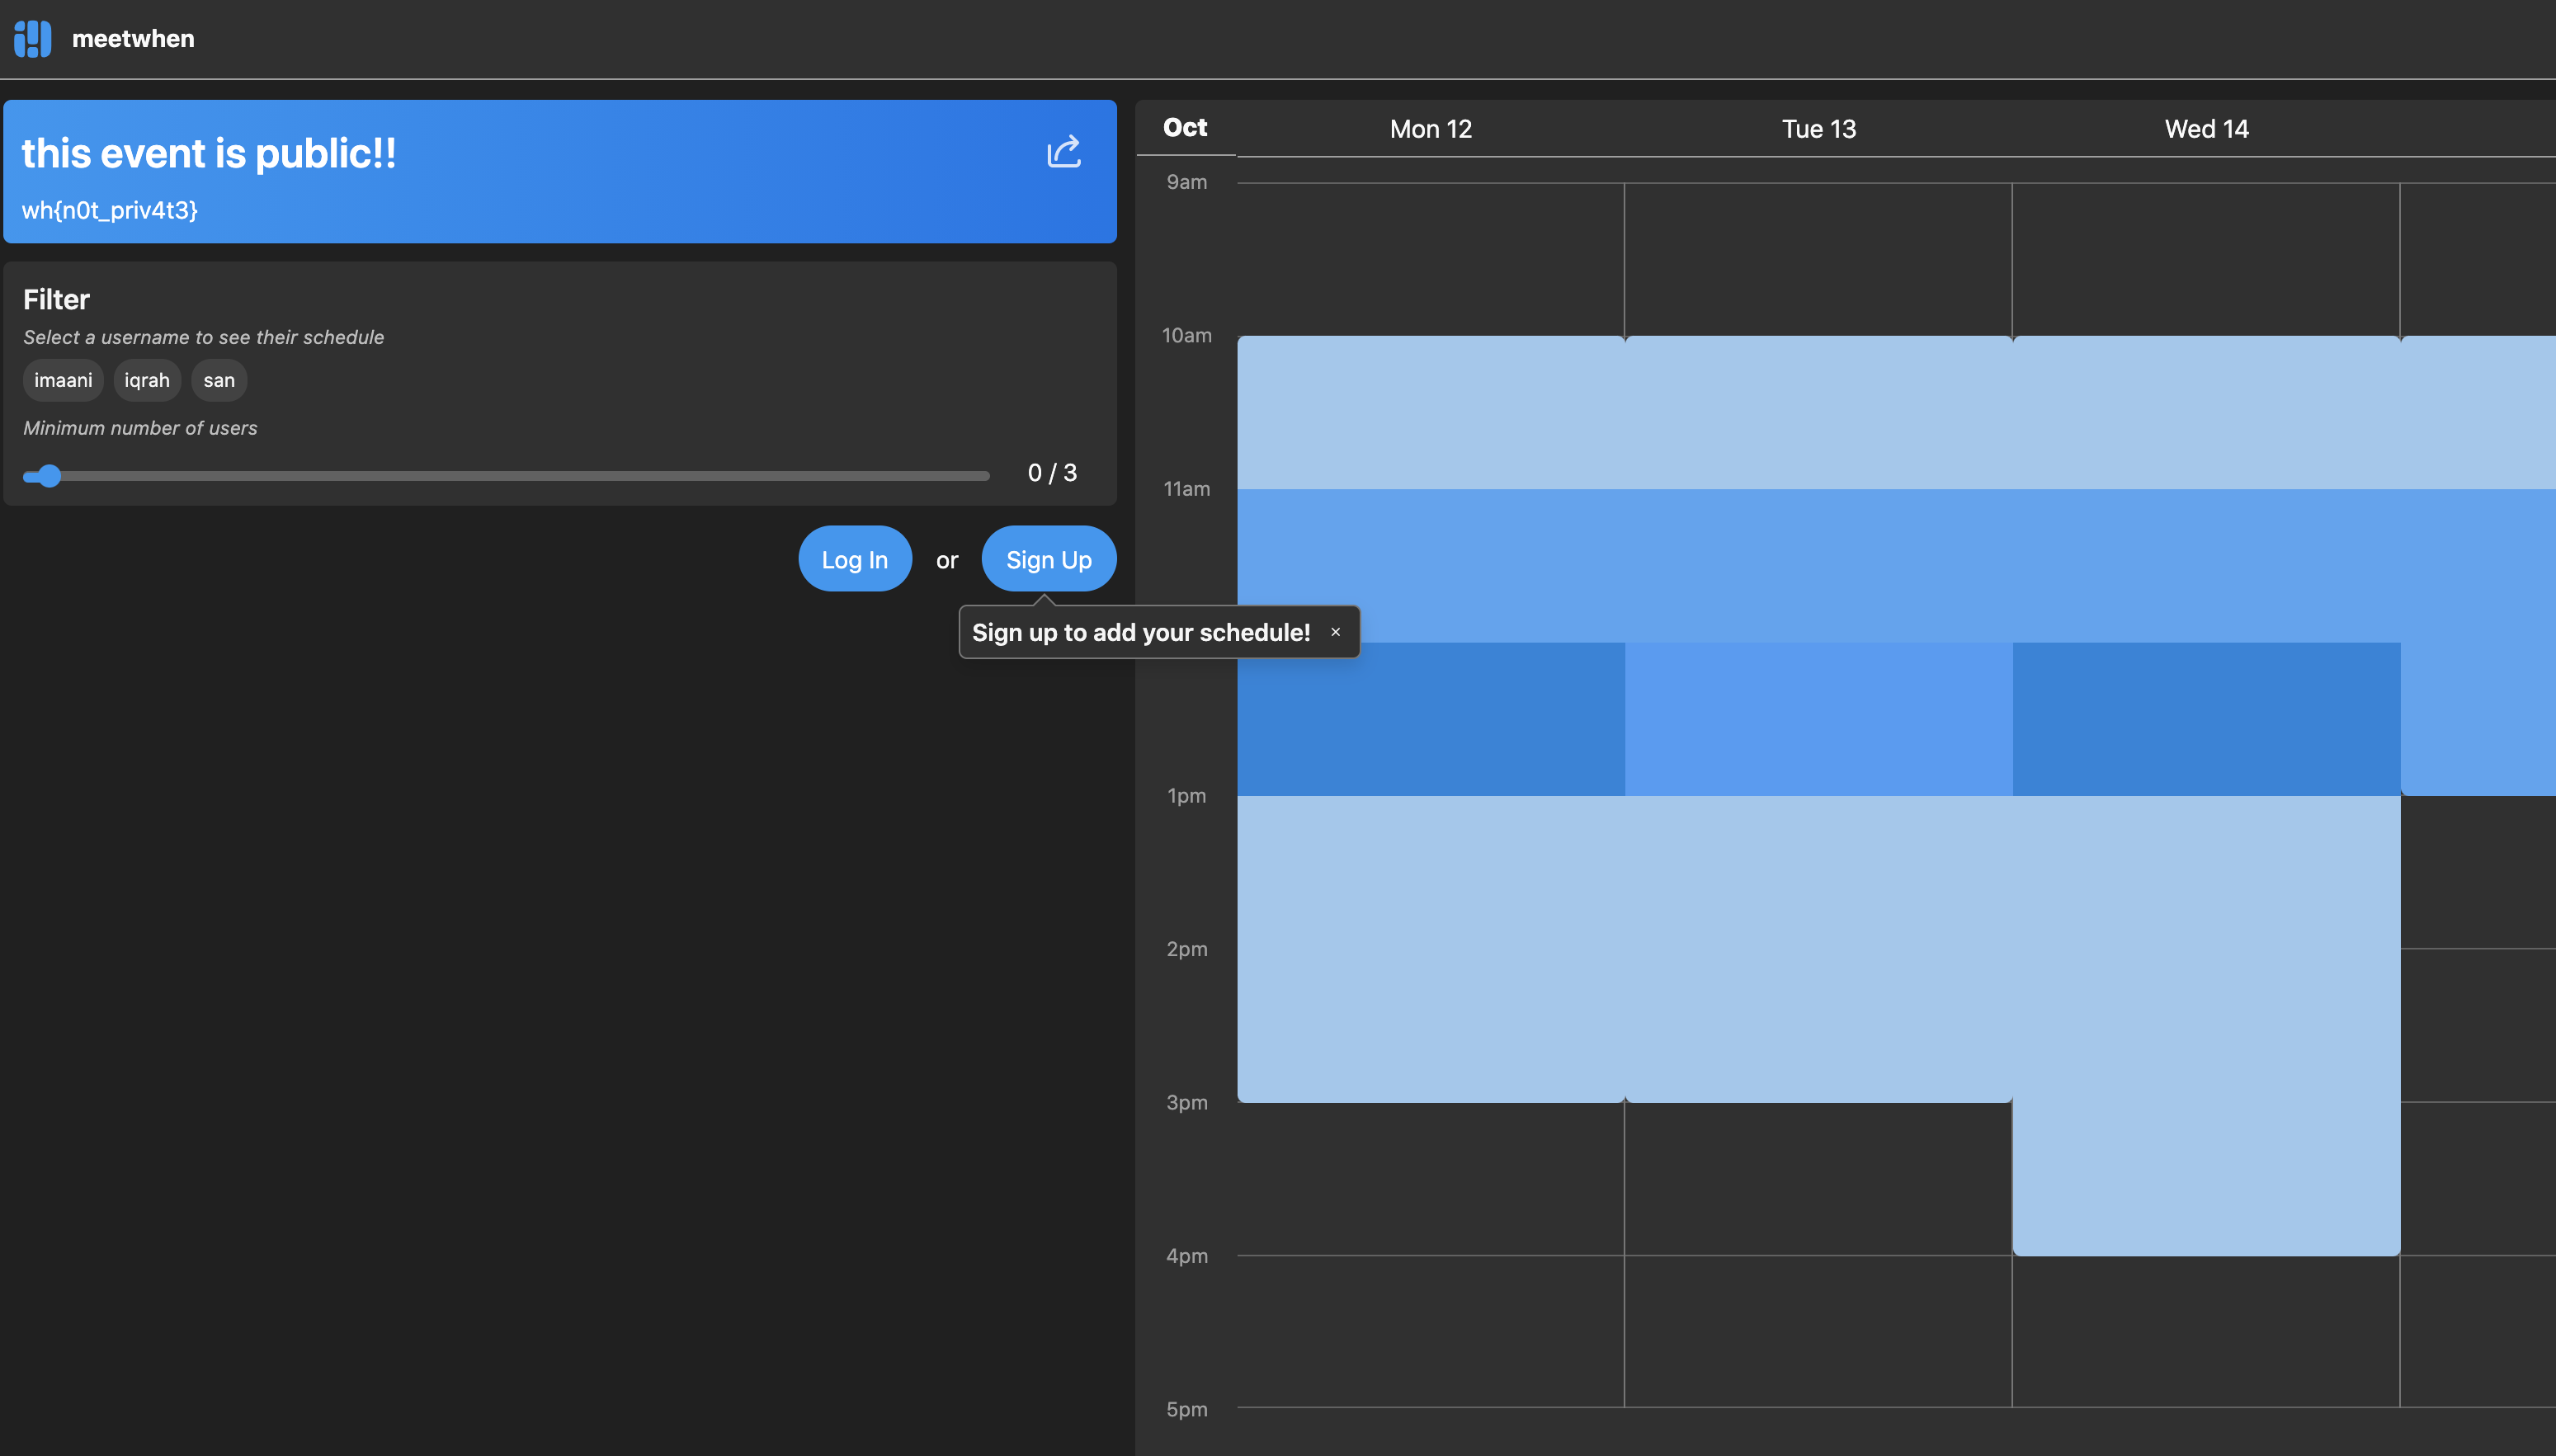 meetwhen
this event is public!!
wh{n0t_priv4t3}
Filter
Select a username to see their schedule
imaani iqrah san
Minimum number of users
0 / 3
Log In or Sign Up
Sign up to add your schedule! ×
Oct Mon 12 Tue 13 Wed 14
9am
10am
11am
1pm
2pm
3pm
4pm
5pm